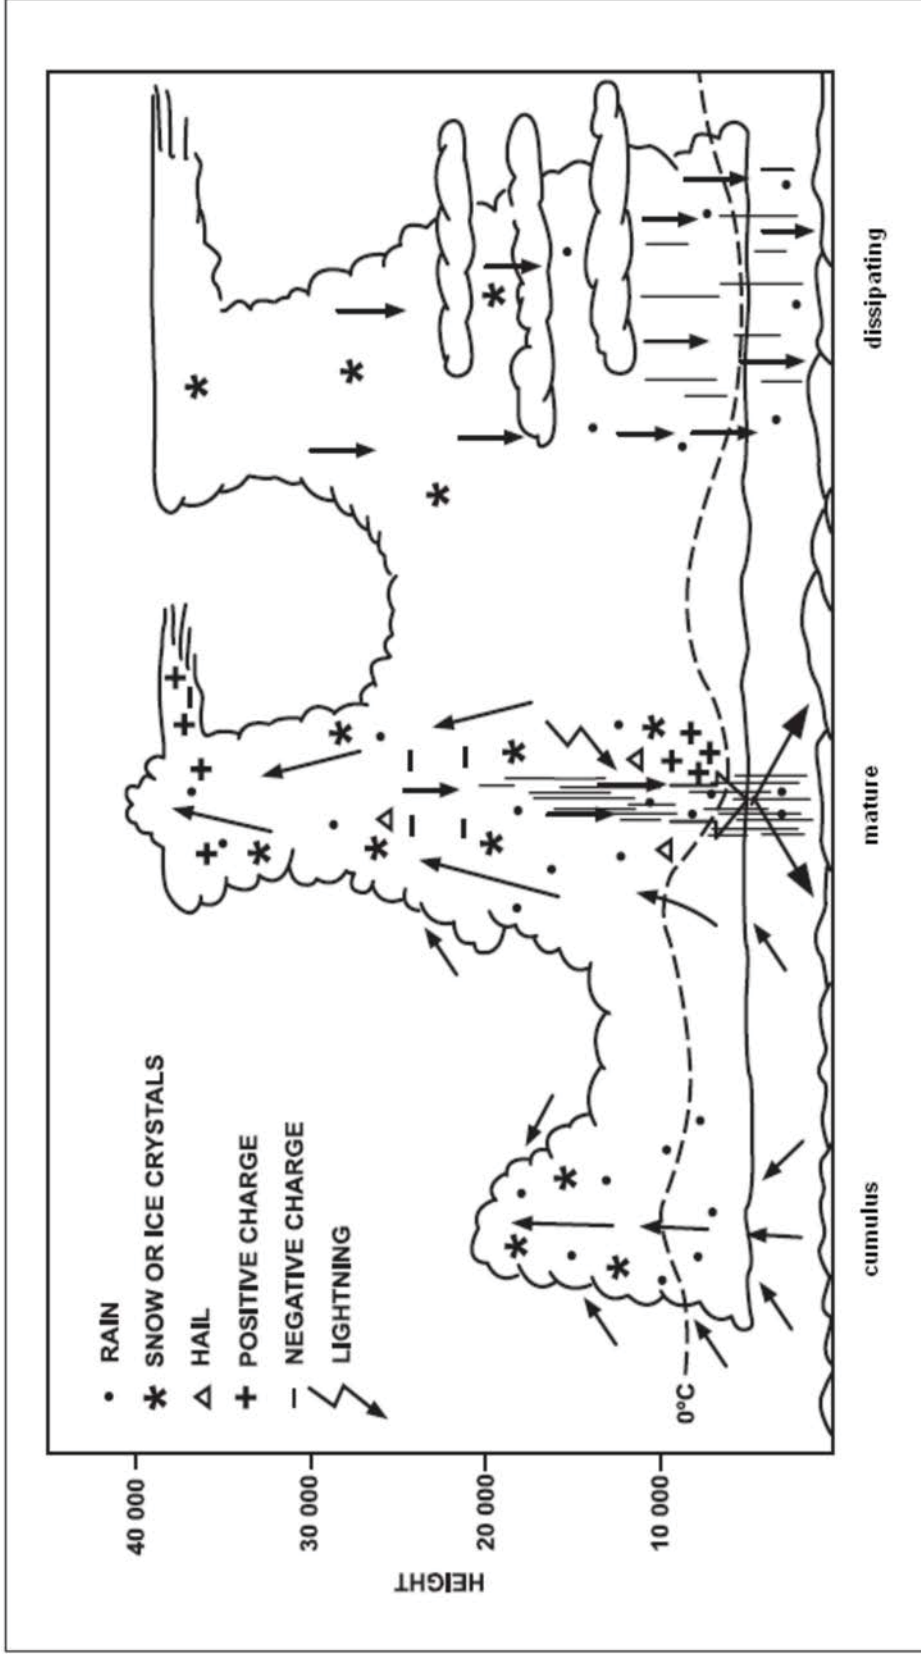 RAIN
SNOW OR ICE CRYSTALS
HAIL
POSITIVE CHARGE
NEGATIVE CHARGE
LIGHTNING
40 000
30 000
20 000
10 000
HEIGHT
0°C
cumulus
mature
dissipating